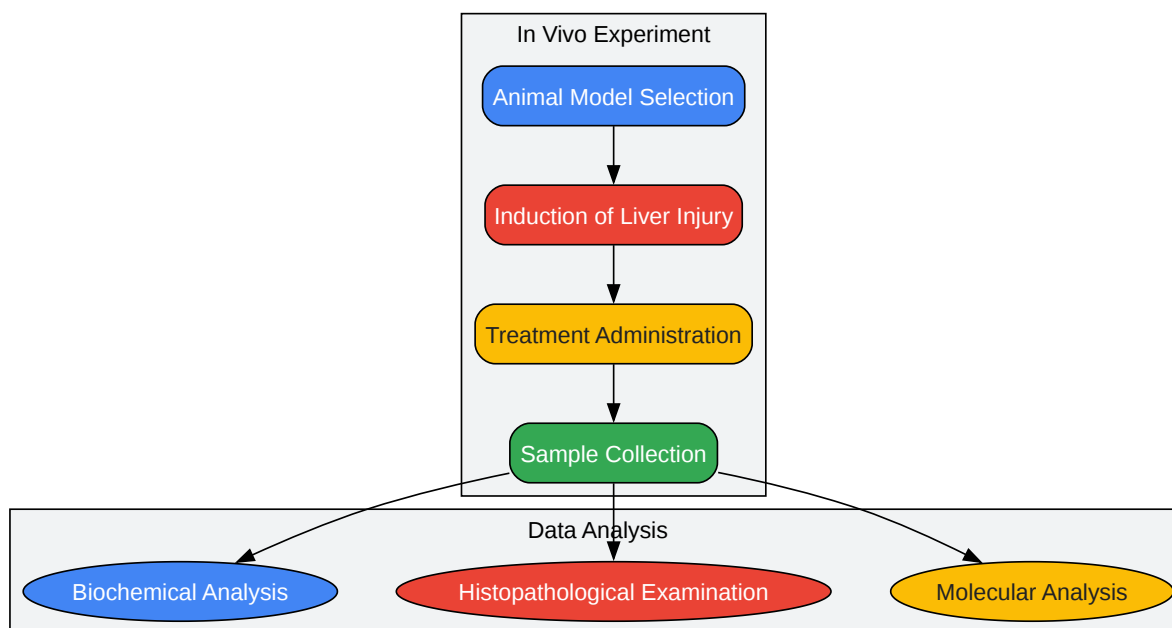 In Vivo Experiment
Animal Model Selection
Induction of Liver Injury
Treatment Administration
Sample Collection
Data Analysis
Biochemical Analysis
Histopathological Examination
Molecular Analysis